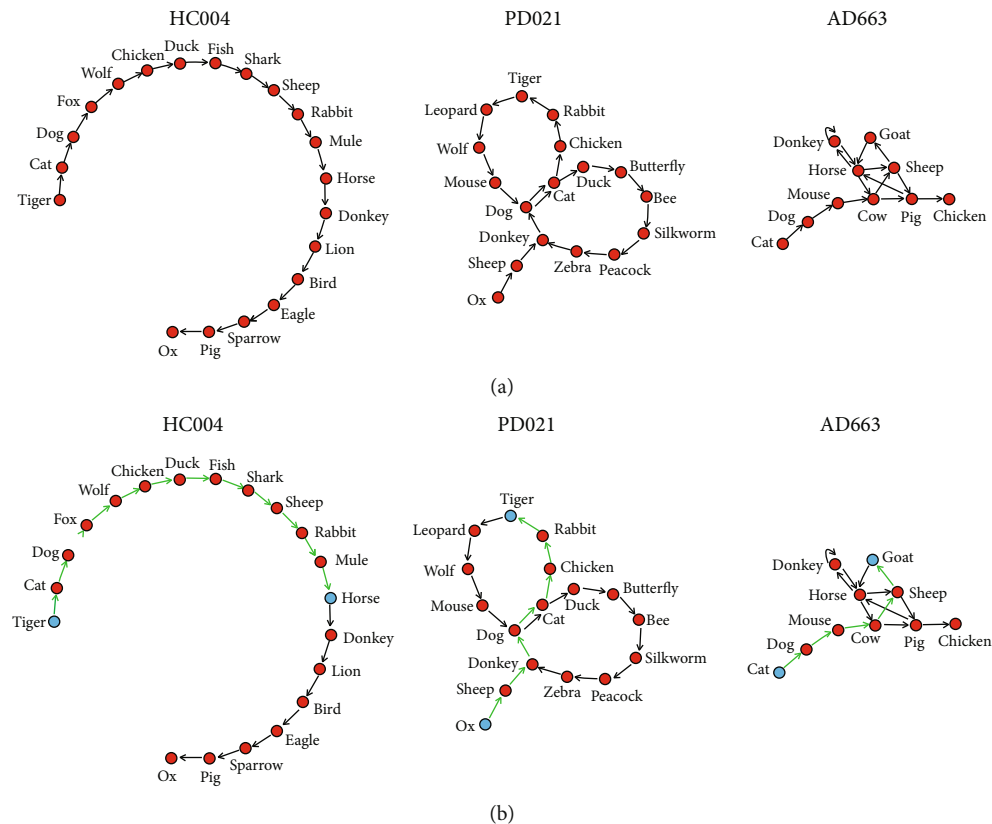 (a)
HC004
Duck
Fish
Chicken
Shark
Wolf
Sheep
Fox
Rabbit
Dog
Mule
Cat
Horse
Tiger
Donkey
Lion
Bird
Eagle
Sparrow
Pig
Ox
PD021
Tiger
Leopard
Rabbit
Wolf
Chicken
Mouse
Duck
Butterfly
Cat
Bee
Dog
Silkworm
Donkey
Peacock
Zebra
Sheep
Ox
AD663
Donkey
Goat
Horse
Sheep
Mouse
Cow
Pig
Chicken
Dog
Cat
(a)
HC004
Duck
Fish
Chicken
Shark
Wolf
Sheep
Fox
Rabbit
Dog
Mule
Cat
Horse
Tiger
Donkey
Lion
Bird
Eagle
Sparrow
Pig
Ox
PD021
Tiger
Leopard
Rabbit
Wolf
Chicken
Mouse
Duck
Butterfly
Cat
Bee
Dog
Silkworm
Donkey
Peacock
Zebra
Sheep
Ox
AD663
Donkey
Goat
Horse
Sheep
Mouse
Cow
Pig
Chicken
Dog
Cat
(b)